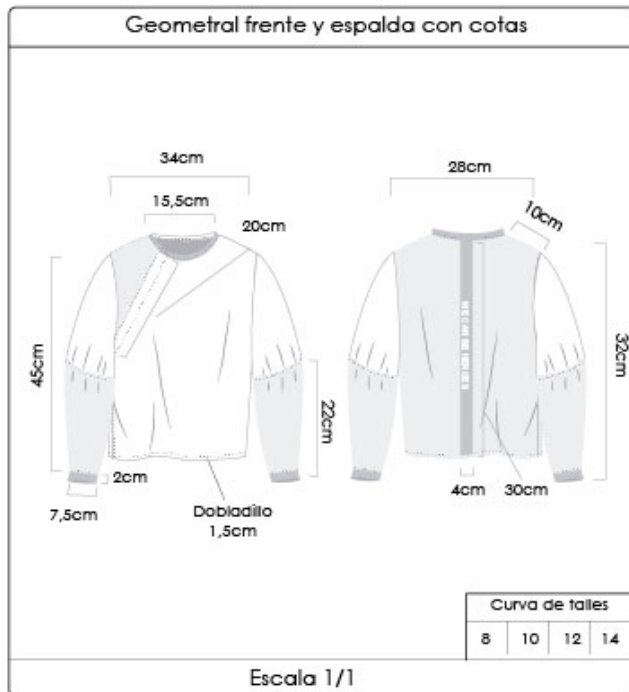 Geometral frente y espalda con cotas
34cm
28cm
15,5cm
10cm
20cm
45cm
32cm
22cm
2cm
7,5cm
Dobladillo
1,5cm
4cm
30cm
Curva de talles
8 10 12 14
Escala 1/1